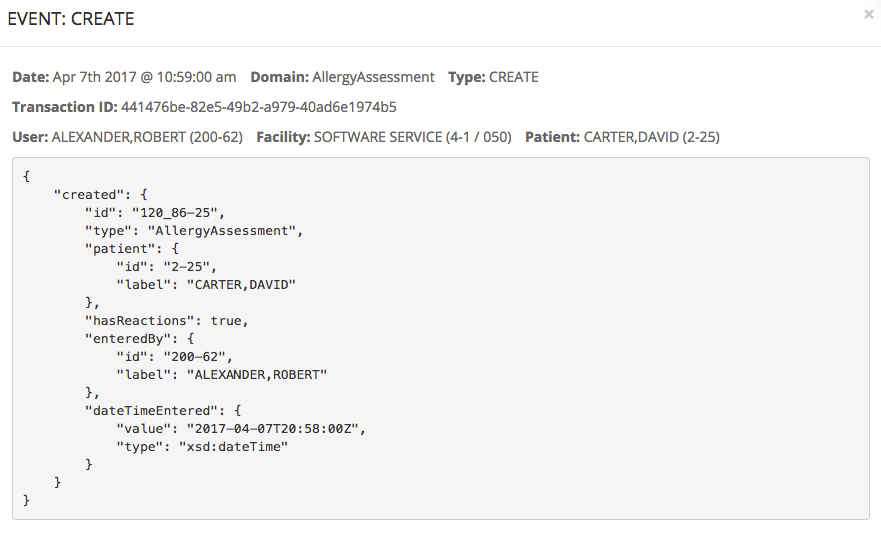 EVENT: CREATE
×
Date: Apr 7th 2017 @ 10:59:00 am Domain: AllergyAssessment Type: CREATE
Transaction ID: 441476be-82e5-49b2-a979-40ad6e1974b5
User: ALEXANDER,ROBERT (200-62) Facility: SOFTWARE SERVICE (4-1 / 050) Patient: CARTER,DAVID (2-25)
{
    "created": {
        "id": "120_86-25",
        "type": "AllergyAssessment",
        "patient": {
            "id": "2-25",
            "label": "CARTER,DAVID"
        },
        "hasReactions": true,
        "enteredBy": {
            "id": "200-62",
            "label": "ALEXANDER,ROBERT"
        },
        "dateTimeEntered": {
            "value": "2017-04-07T20:58:00Z",
            "type": "xsd:dateTime"
        }
    }
}